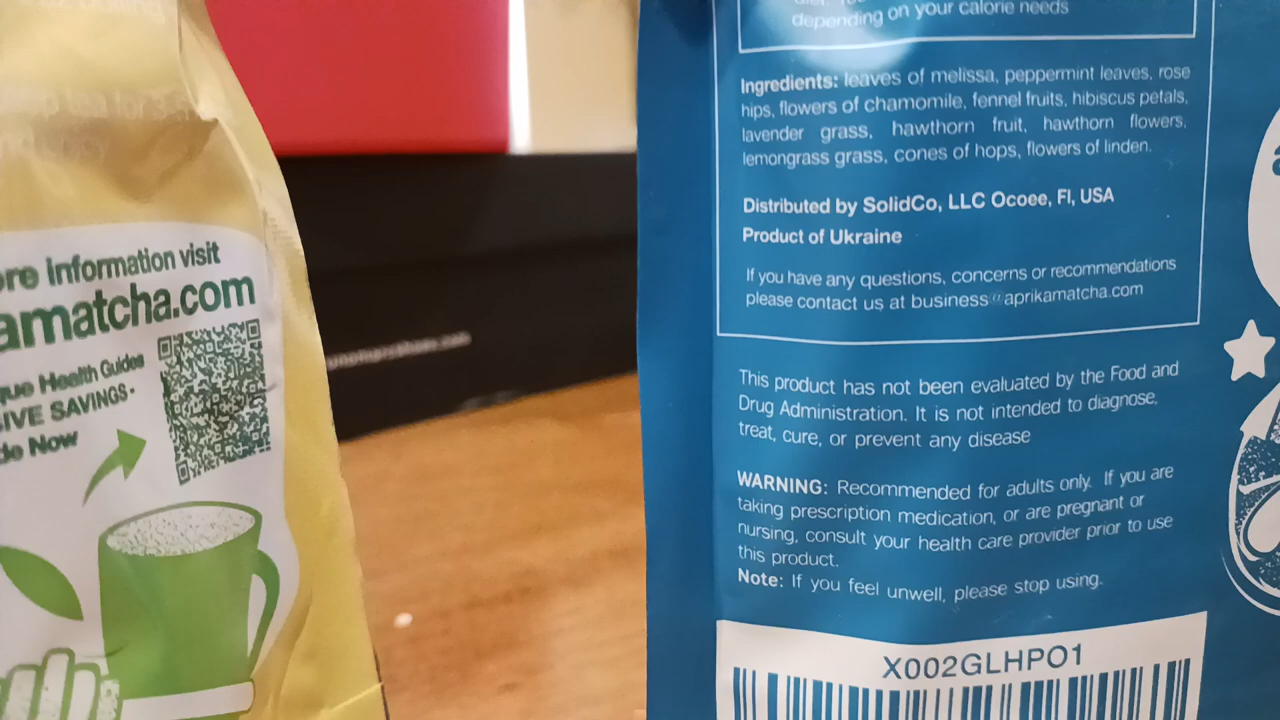 ore information visit
amatcha.com
que Health Guides
SIVE SAVINGS*
de Now
depending on your calorie needs
Ingredients: leaves of melissa, peppermint leaves, rose
hips, flowers of chamomile, fennel fruits, hibiscus petals,
lavender grass, hawthorn fruit, hawthorn flowers,
lemongrass grass, cones of hops, flowers of linden.
Distributed by SolidCo, LLC Ocoee, Fl, USA
Product of Ukraine
If you have any questions, concerns or recommendations
please contact us at business@aprikamatcha.com
This product has not been evaluated by the Food and
Drug Administration. It is not intended to diagnose,
treat, cure, or prevent any disease
WARNING: Recommended for adults only. If you are
taking prescription medication, or are pregnant or
nursing, consult your health care provider prior to use
this product.
Note: If you feel unwell, please stop using.
X002GLHPO1